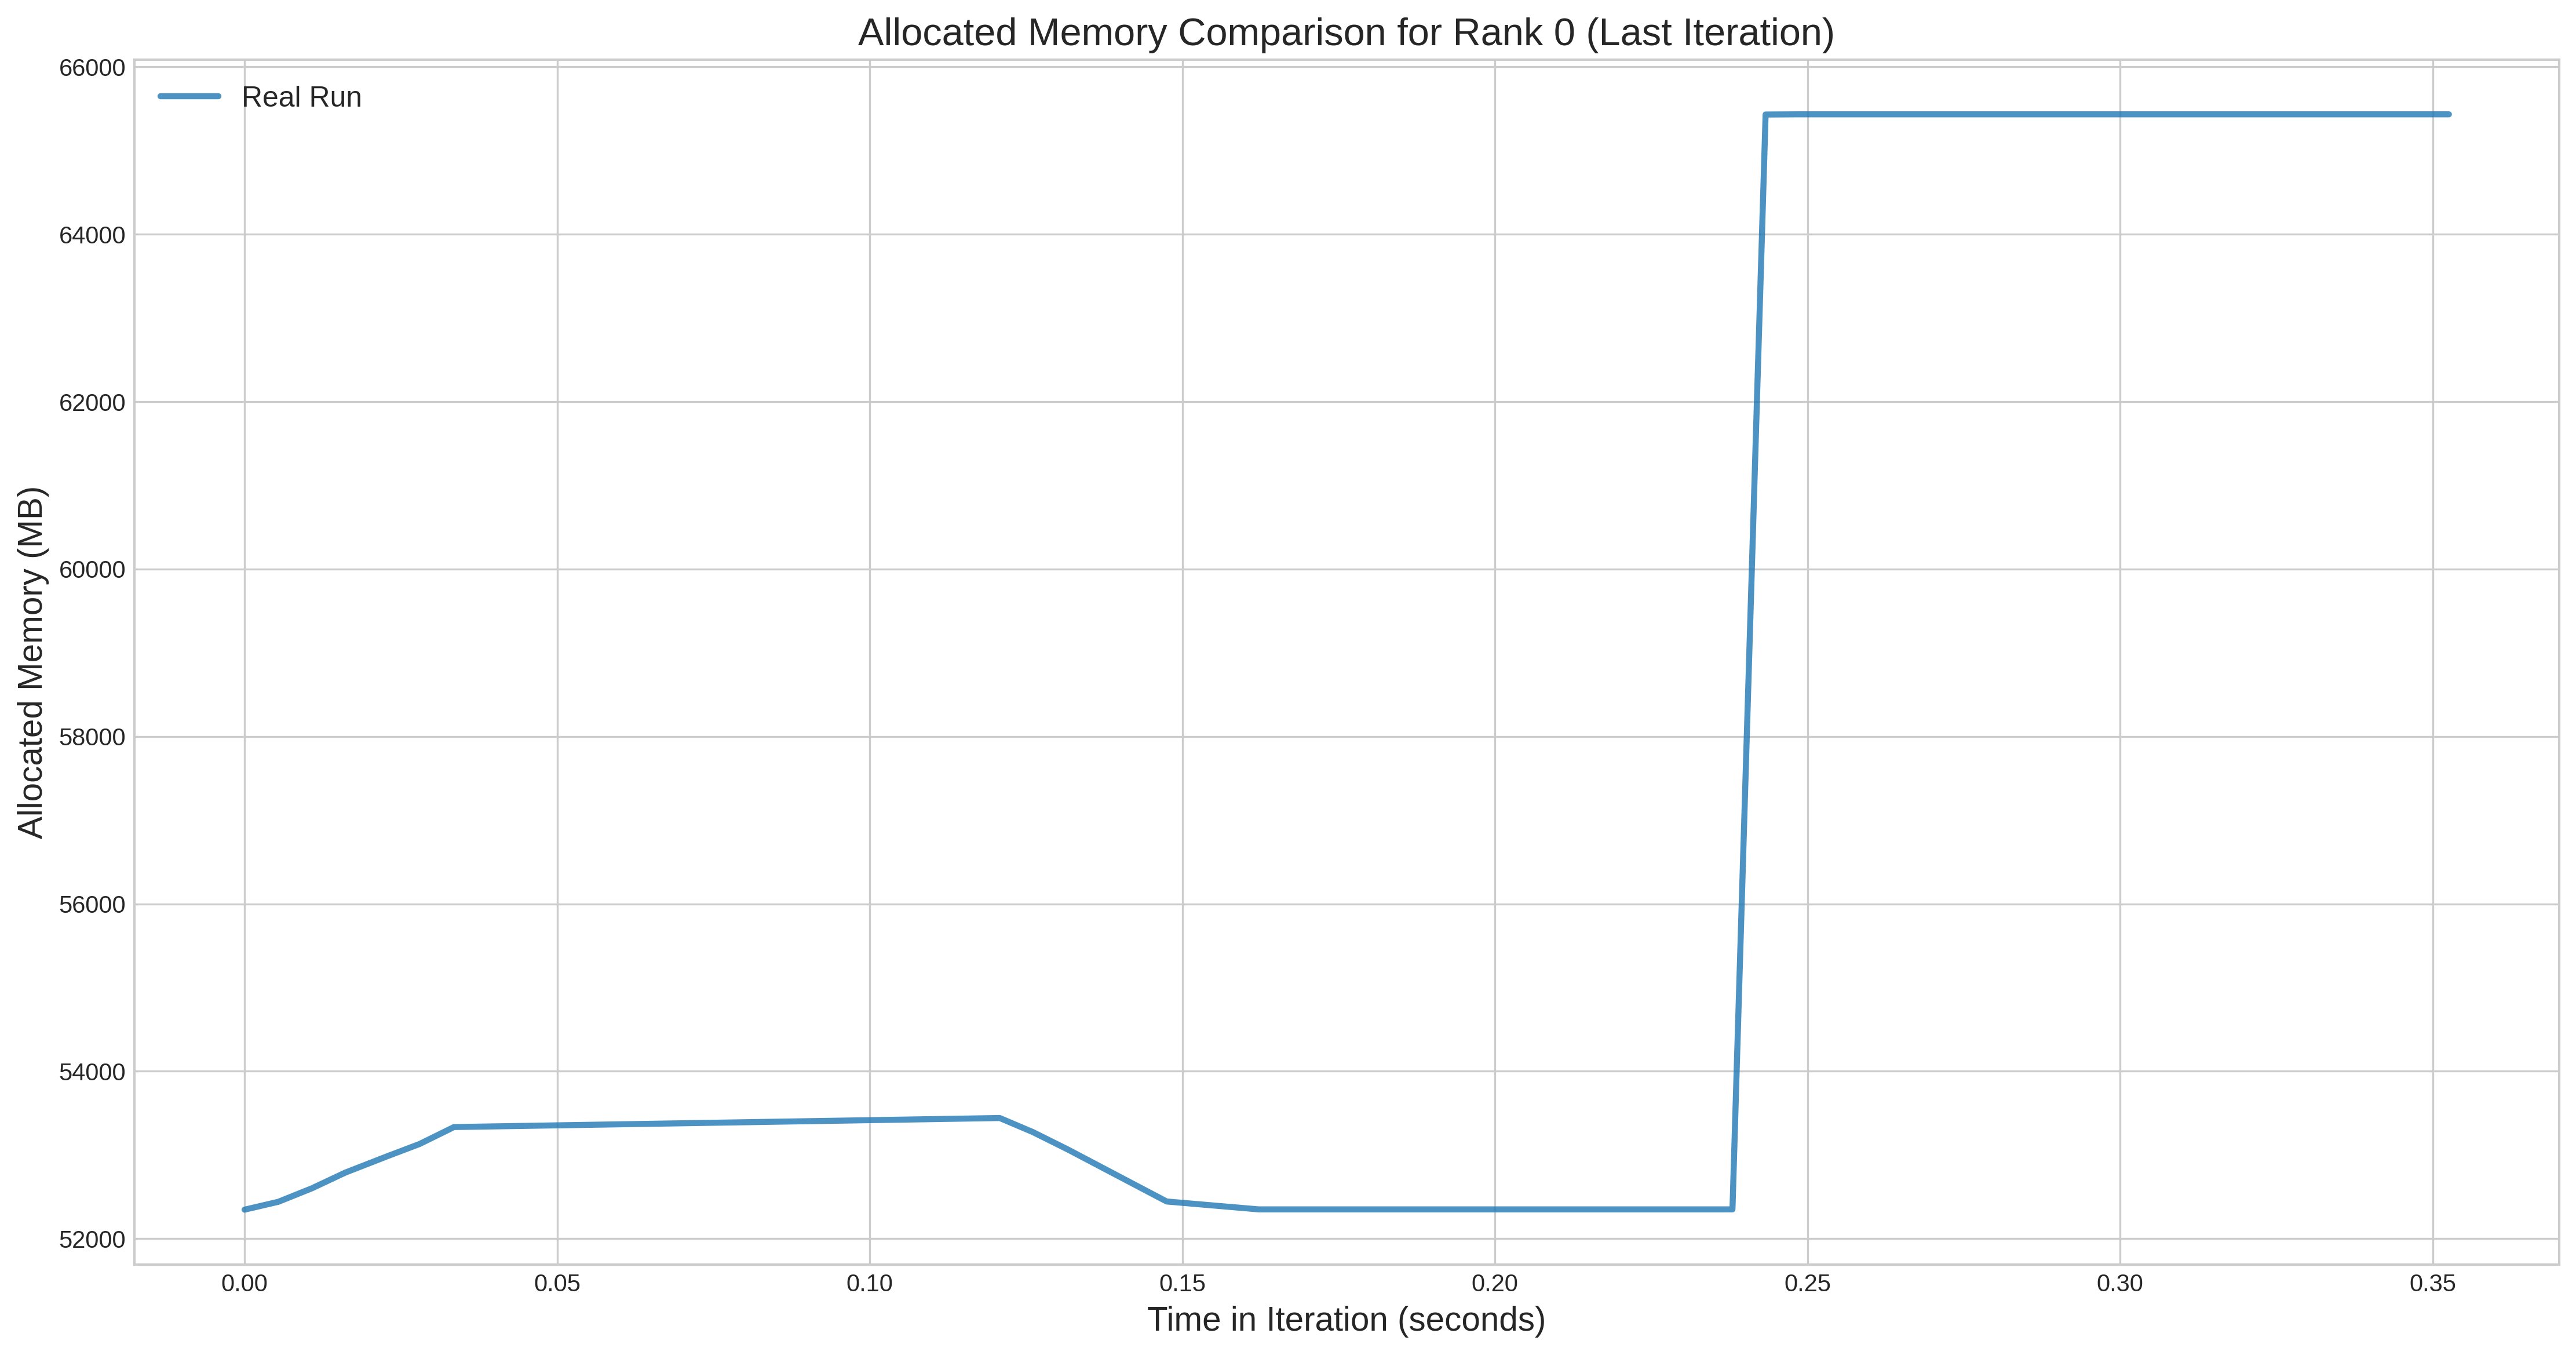 Allocated Memory Comparison for Rank 0 (Last Iteration)
Real Run
Allocated Memory (MB)
66000
64000
62000
60000
58000
56000
54000
52000
0.00 0.05 0.10 0.15 0.20 0.25 0.30 0.35
Time in Iteration (seconds)